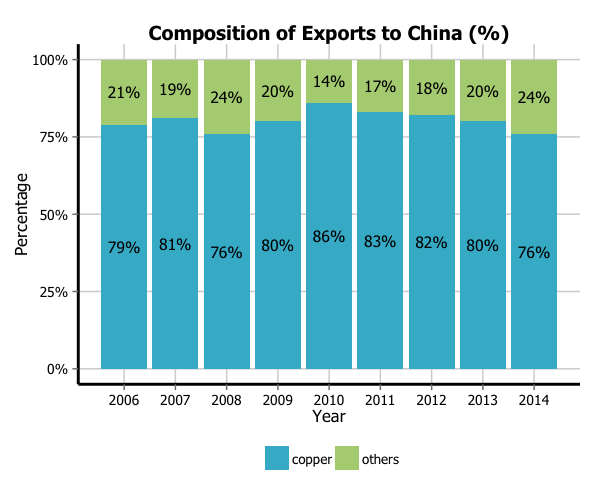 Composition of Exports to China (%)
100%
75%
50%
25%
0%
Percentage
21% 19% 24% 20% 14% 17% 18% 20% 24%
79% 81% 76% 80% 86% 83% 82% 80% 76%
2006 2007 2008 2009 2010 2011 2012 2013 2014
Year
copper others